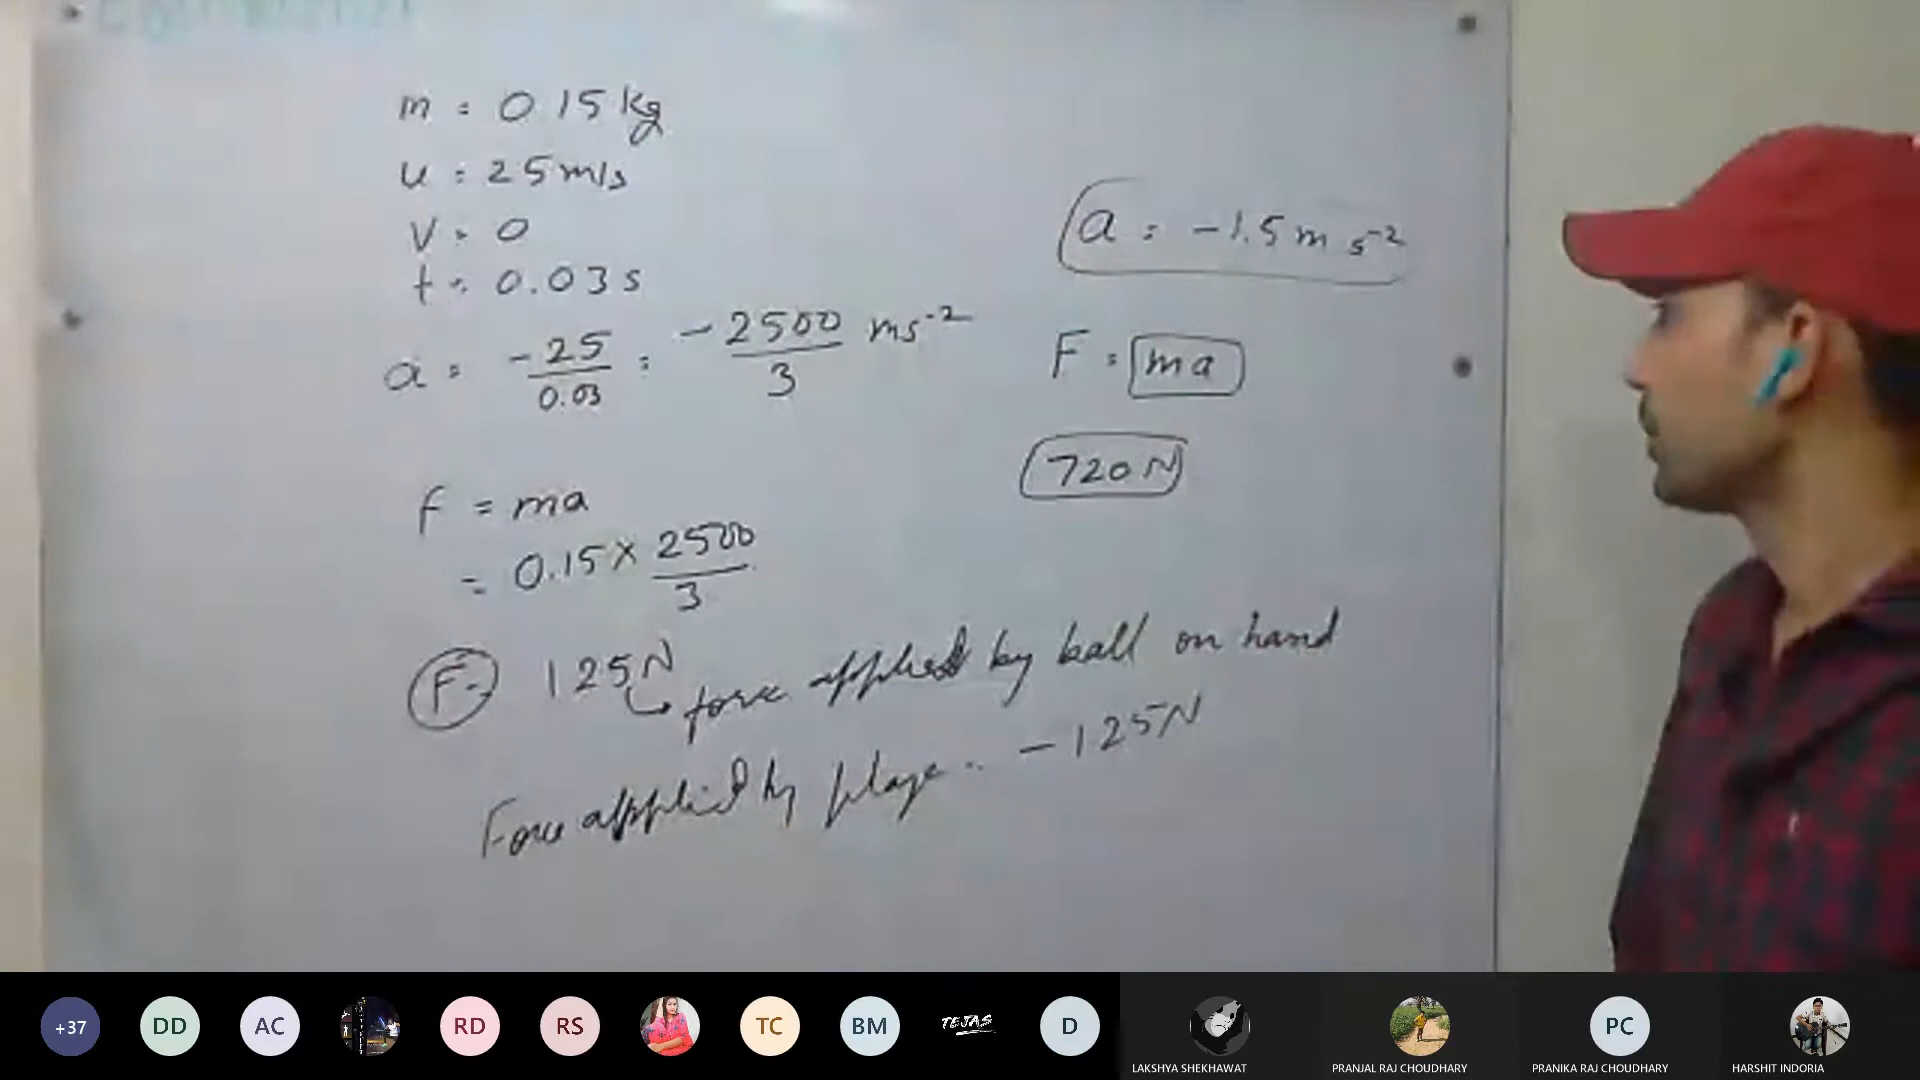 m = 0.15 kg
u = 25 m/s
V = 0
t = 0.03 s
a = -25/0.03 = -2500/3 ms⁻²
F = ma
= 0.15 × 2500/3
F = 125N
force applied by ball on hand
Force applied by playe = -125N
a = -1.5 m s⁻²
F = ma
720 N
+37
DD
AC
RD
RS
TC
BM
TEJAS
D
LAKSHYA SHEKHAWAT
PRANJAL RAJ CHOUDHARY
PC
PRANIKA RAJ CHOUDHARY
HARSHIT INDORIA